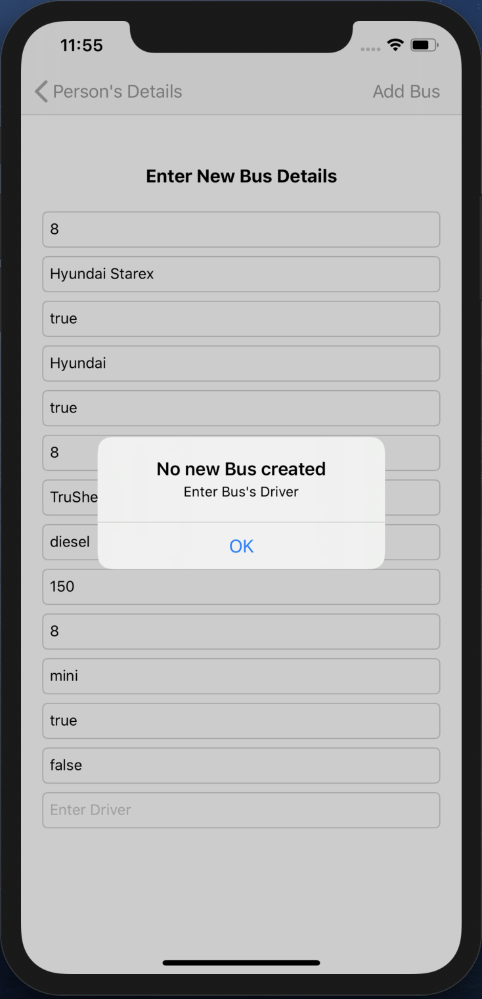 11:55
Person's Details
Add Bus
Enter New Bus Details
8
Hyundai Starex
true
Hyundai
true
8
No new Bus created
Enter Bus's Driver
TruShe
diesel
OK
150
8
mini
true
false
Enter Driver